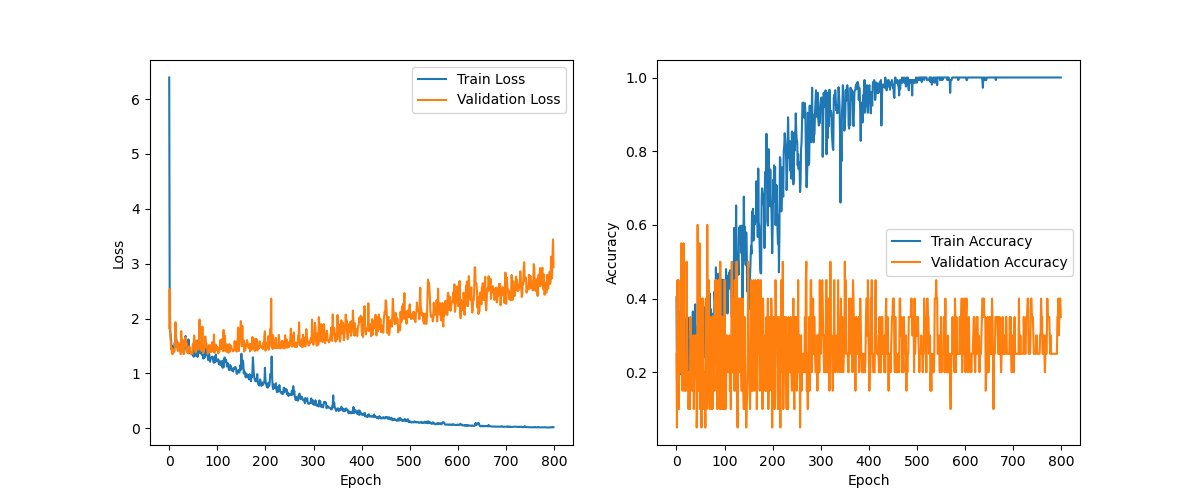 Train Loss
Validation Loss
6
5
4
3
2
1
0
Loss
0 100 200 300 400 500 600 700 800
Epoch
1.0
0.8
0.6
0.4
0.2
Accuracy
Train Accuracy
Validation Accuracy
0 100 200 300 400 500 600 700 800
Epoch